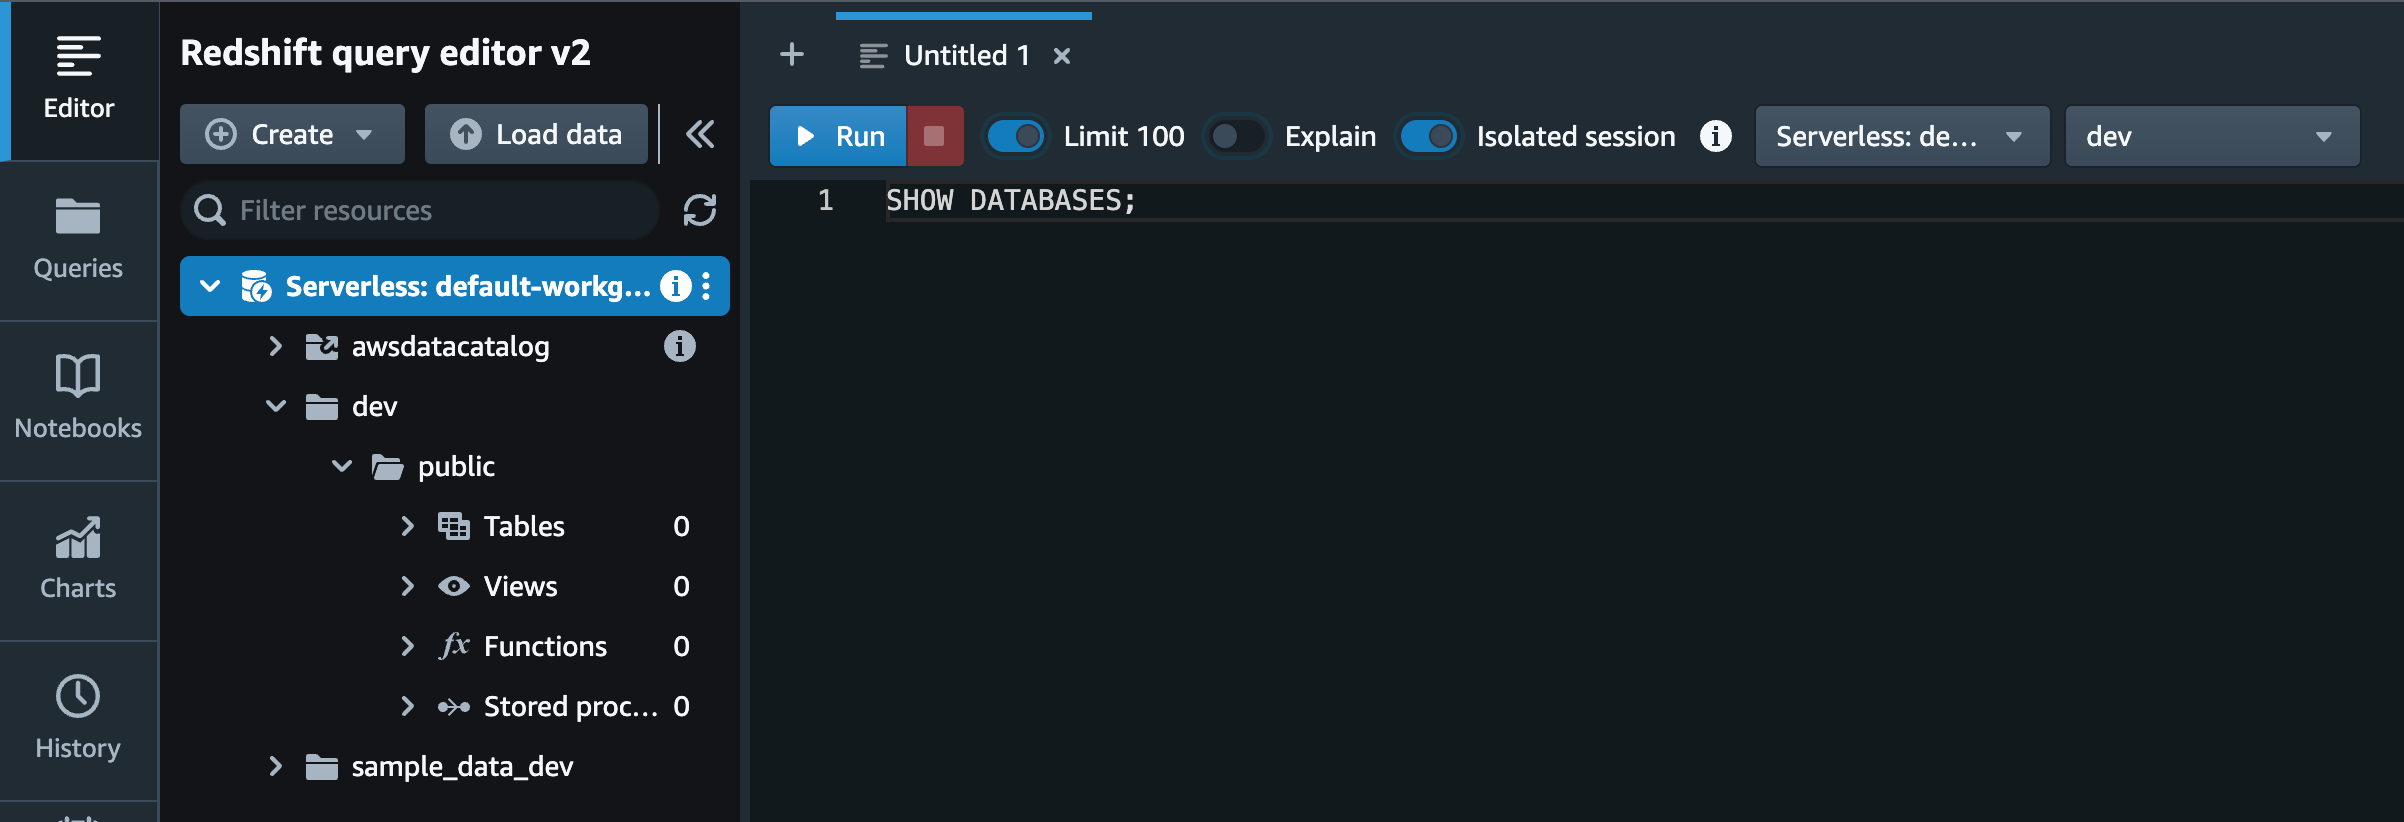 Editor
Queries
Notebooks
Charts
History
Redshift query editor v2
Create
Load data
Filter resources
Serverless: default-workg...
awsdatacatalog
dev
public
Tables 0
Views 0
Functions 0
Stored proc... 0
sample_data_dev
Untitled 1
Run
Limit 100
Explain
Isolated session
Serverless: de...
dev
1 SHOW DATABASES;